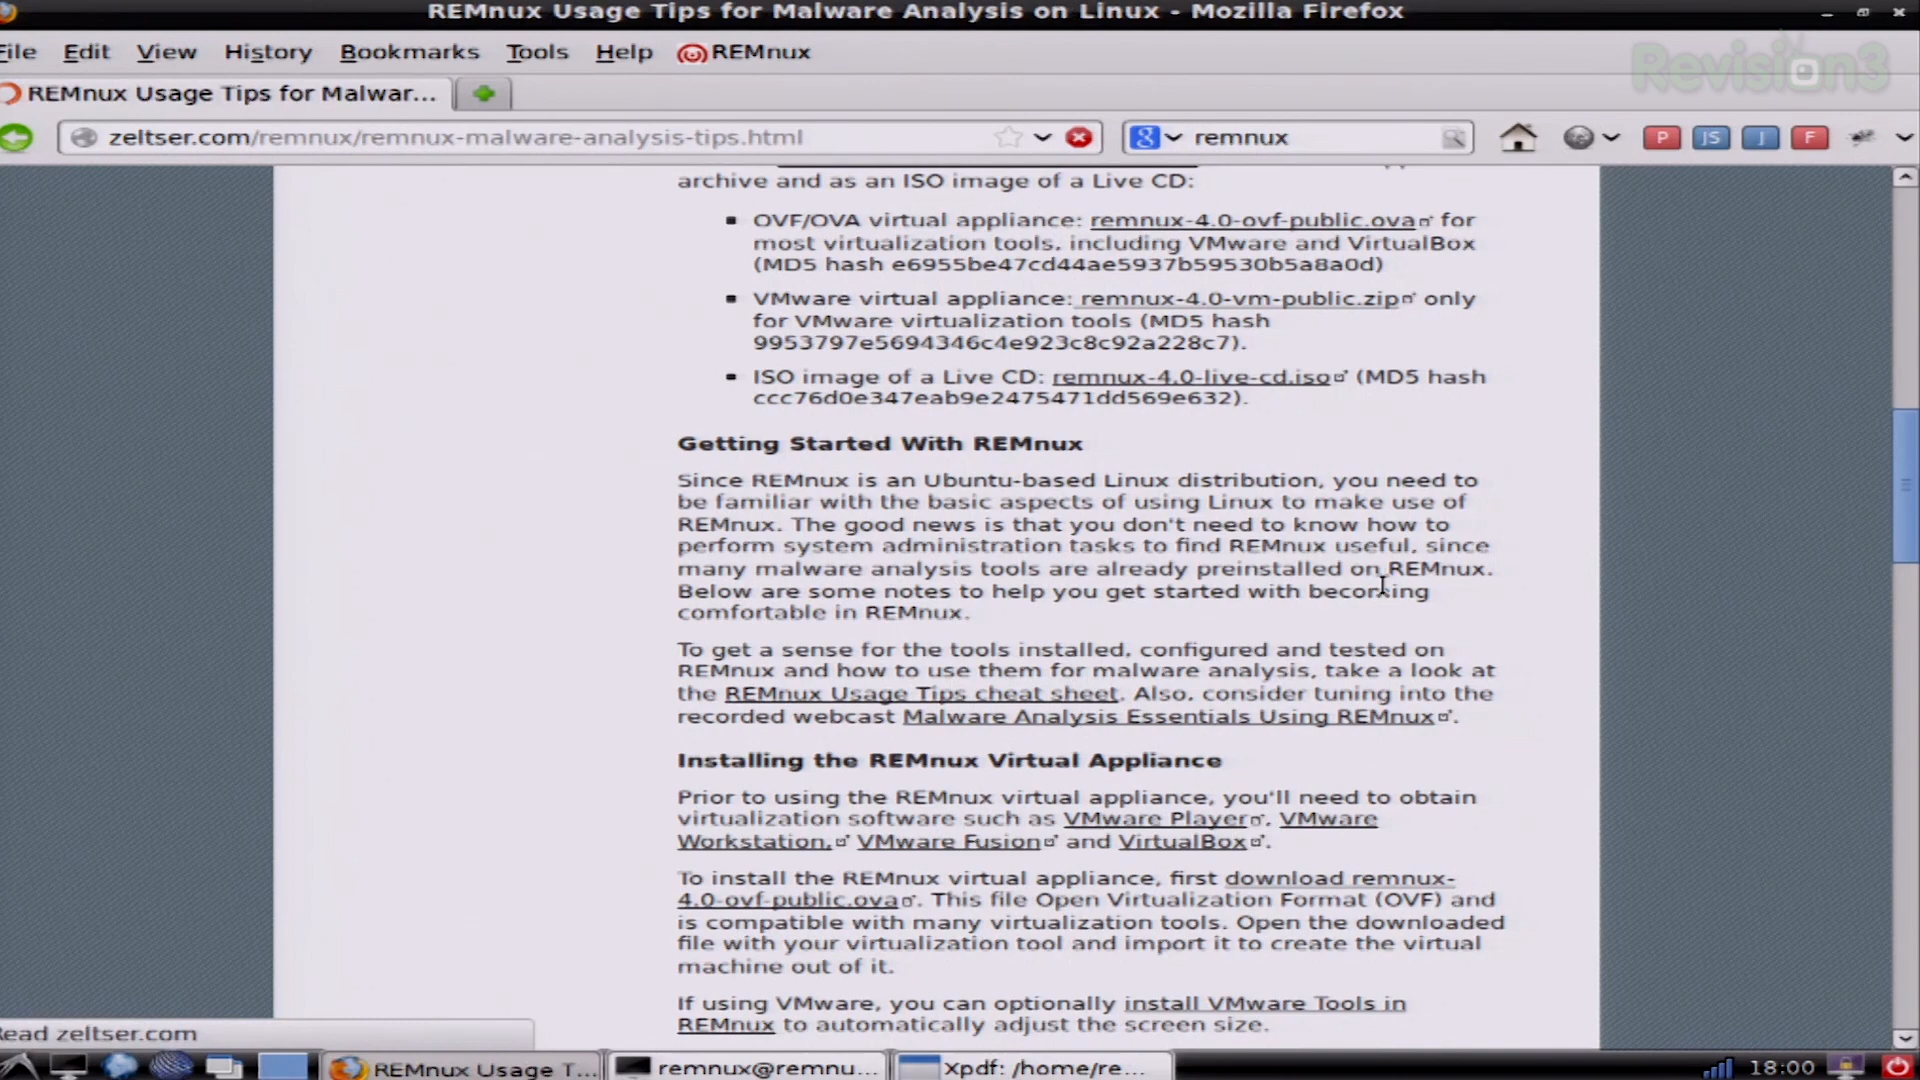 REMnux Usage Tips for Malware Analysis on Linux - Mozilla Firefox
File Edit View History Bookmarks Tools Help REMnux
Revision3
REMnux Usage Tips for Malwar...
zeltser.com/remnux/remnux-malware-analysis-tips.html remnux P JS J F
archive and as an ISO image of a Live CD:
▪ OVF/OVA virtual appliance: remnux-4.0-ovf-public.ova for
most virtualization tools, including VMware and VirtualBox
(MD5 hash e6955be47cd44ae5937b59530b5a8a0d)
▪ VMware virtual appliance: remnux-4.0-vm-public.zip only
for VMware virtualization tools (MD5 hash
9953797e5694346c4e923c8c92a228c7).
▪ ISO image of a Live CD: remnux-4.0-live-cd.iso (MD5 hash
ccc76d0e347eab9e2475471dd569e632).
Getting Started With REMnux
Since REMnux is an Ubuntu-based Linux distribution, you need to
be familiar with the basic aspects of using Linux to make use of
REMnux. The good news is that you don't need to know how to
perform system administration tasks to find REMnux useful, since
many malware analysis tools are already preinstalled on REMnux.
Below are some notes to help you get started with becoming
comfortable in REMnux.
To get a sense for the tools installed, configured and tested on
REMnux and how to use them for malware analysis, take a look at
the REMnux Usage Tips cheat sheet. Also, consider tuning into the
recorded webcast Malware Analysis Essentials Using REMnux.
Installing the REMnux Virtual Appliance
Prior to using the REMnux virtual appliance, you'll need to obtain
virtualization software such as VMware Player, VMware
Workstation, VMware Fusion and VirtualBox.
To install the REMnux virtual appliance, first download remnux-
4.0-ovf-public.ova. This file Open Virtualization Format (OVF) and
is compatible with many virtualization tools. Open the downloaded
file with your virtualization tool and import it to create the virtual
machine out of it.
If using VMware, you can optionally install VMware Tools in
REMnux to automatically adjust the screen size.
Read zeltser.com
REMnux Usage T... remnux@remnu... Xpdf: /home/re... 18:00